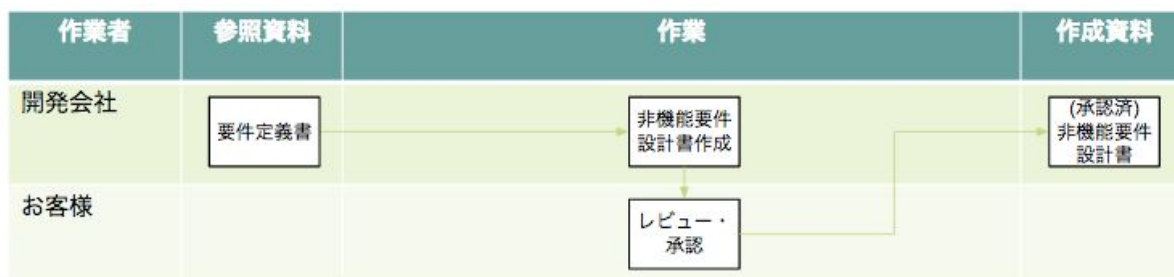 作業者
参照資料
作業
作成資料
開発会社
要件定義書
非機能要件
設計書作成
(承認済)
非機能要件
設計書
お客様
レビュー・
承認